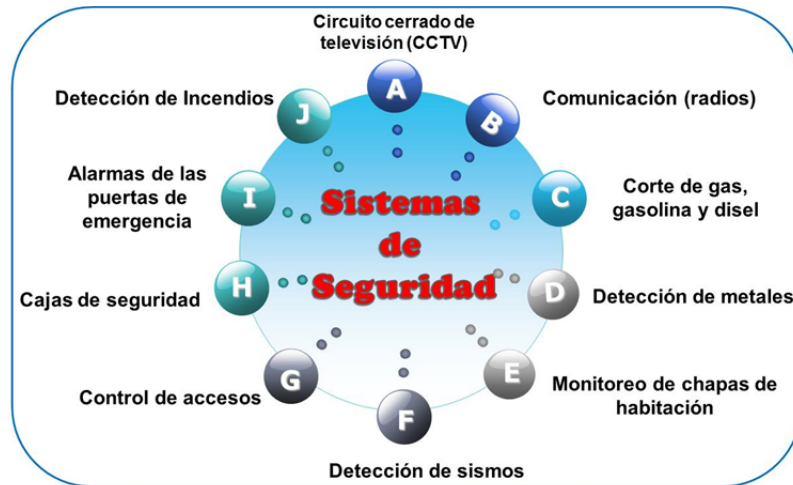 Circuito cerrado de
televisión (CCTV)
A
B
Comunicación (radios)
C
Corte de gas,
gasolina y disel
D
Detección de metales
E
Monitoreo de chapas de
habitación
F
Detección de sismos
G
Control de accesos
H
Cajas de seguridad
I
Alarmas de las
puertas de
emergencia
J
Detección de Incendios
Sistemas
de
Seguridad